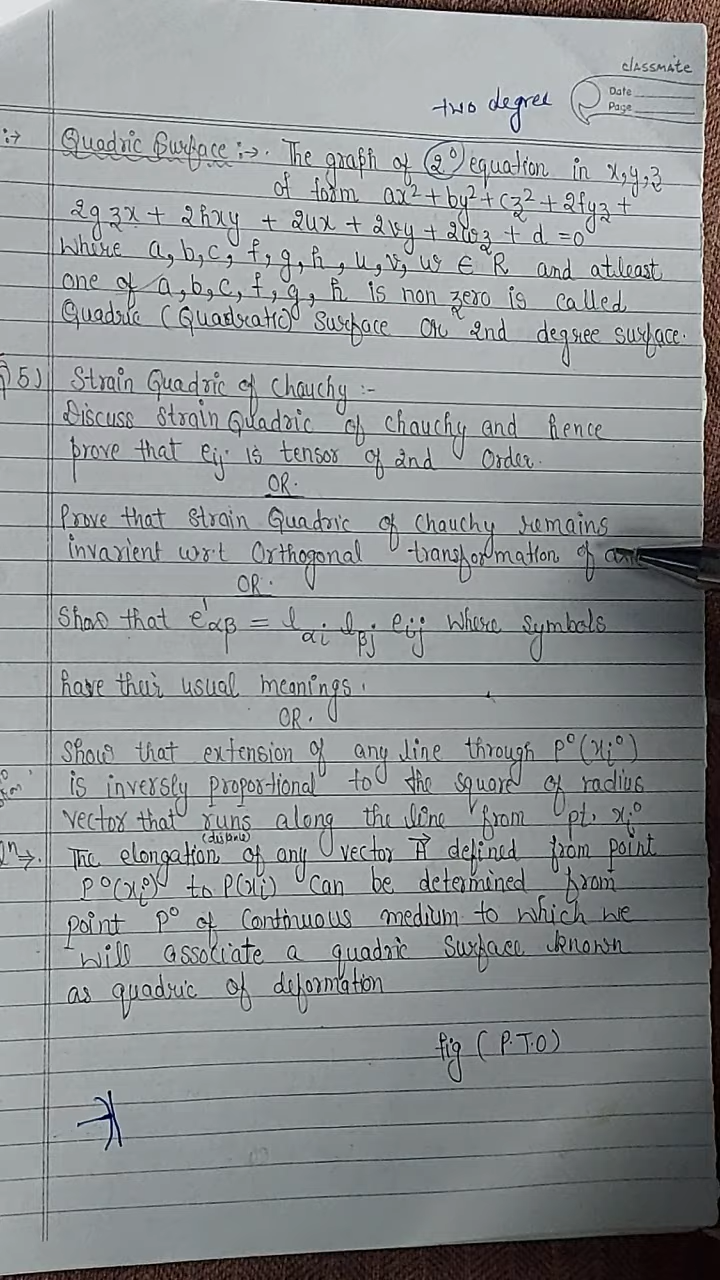 classmate
Date
Page
two degree
:→ Quadric Surface :→. The graph of 2° equation in x,y,z
of form ax² + by² + cz² + 2fyz +
2gzx + 2hxy + 2ux + 2vy + 2wz + d = 0
where a, b, c, f, g, h, u, v, w ∈ R and atleast
one of a, b, c, f, g, h is non zero is called
Quadric (Quadratic) surface or 2nd degree surface.
Q5) Strain Quadric of Chauchy :-
Discuss Strain Quadric of Chauchy and hence
prove that eij is tensor of 2nd Order.
OR.
Prove that Strain Quadric of Chauchy remains
invarient w.r.t Orthogonal transformation of
OR.
Show that e'αβ = lαi lβj eij where symbols
have their usual meanings.
OR.
Show that extension of any line through P°(xi°)
is inversly proportional to the square of radius
vector that runs along the line from pt. xi°
(distance)
The elongation of any vector A defined from point
P°(xi°) to P(xi) can be determined from
point P° of Continuous medium to which we
will associate a quadric surface known
as quadric of deformation
fig (P.T.O)